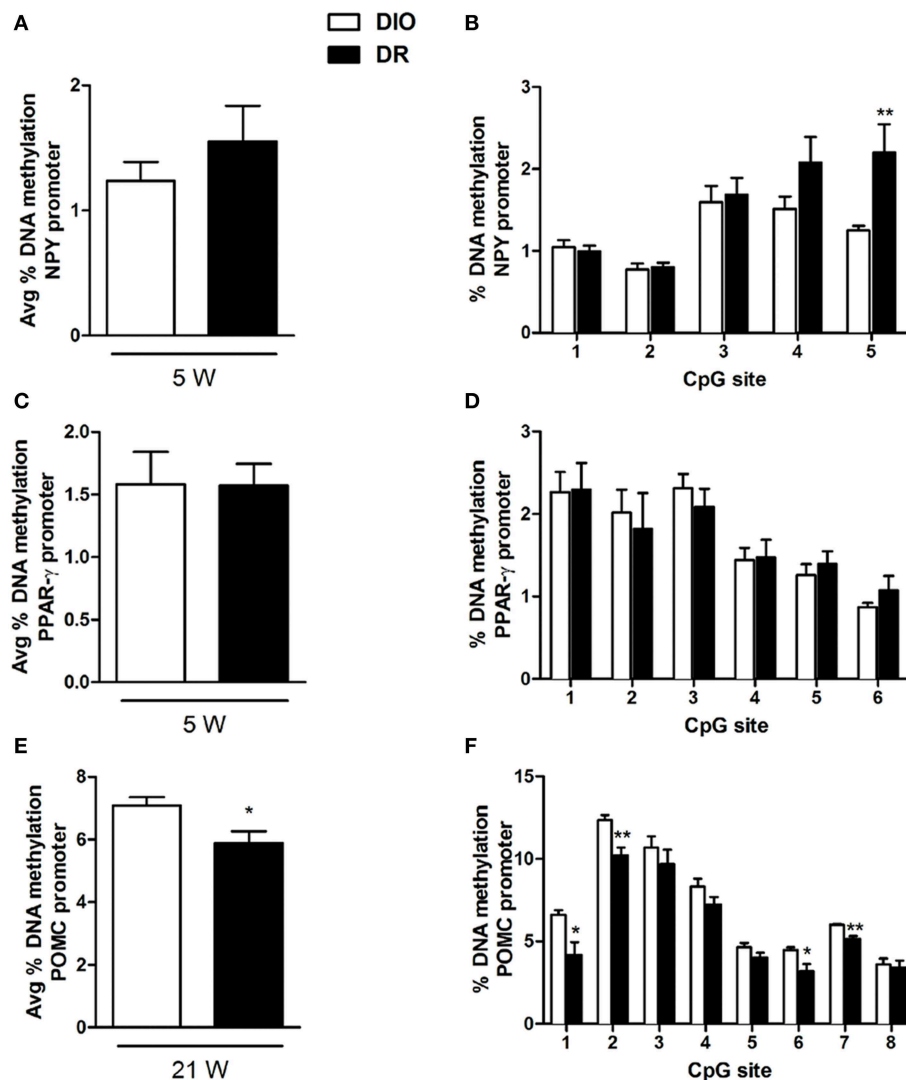 A
DIO
DR
B
Avg % DNA methylation
NPY promoter
2
1
0
5 W
% DNA methylation
NPY promoter
3
2
1
0
**
1 2 3 4 5
CpG site
C
Avg % DNA methylation
PPAR-γ promoter
2.0
1.5
1.0
0.5
0.0
5 W
D
% DNA methylation
PPAR-γ promoter
3
2
1
0
1 2 3 4 5 6
CpG site
E
Avg % DNA methylation
POMC promoter
8
6
4
2
0
*
21 W
F
% DNA methylation
POMC promoter
15
10
5
0
* ** * **
1 2 3 4 5 6 7 8
CpG site